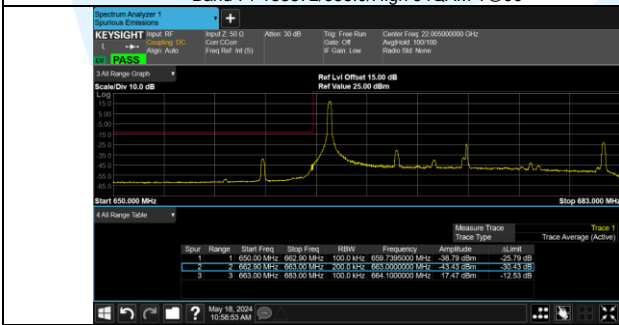 Spectrum Analyzer 1
Spurious Emissions
+
KEYSIGHT Input: RF Input Z: 50 Ω Atten: 30 dB Trig: Free Run Center Freq: 22.005000000 GHz
L Coupling: DC Corr CCorr Gate: Off Avg|Hold: 100/100
Align: Auto Freq Ref: Int (S) IF Gain: Low Radio Std: None
PASS
3 All Range Graph Ref Lvl Offset 15.00 dB
Scale/Div 10.0 dB Ref Value 25.00 dBm
Log
15.0
5.00
-5.00
-15.0
-25.0
-35.0
-45.0
-55.0
-65.0
Start 650.000 MHz Stop 683.000 MHz
4 All Range Table
Measure Trace Trace 1
Trace Type Trace Average (Active)
Spur Range Start Freq Stop Freq RBW Frequency Amplitude ΔLimit
1 1 650.00 MHz 662.90 MHz 100.0 kHz 659.7395000 MHz -38.79 dBm -25.79 dB
2 2 662.90 MHz 663.00 MHz 200.0 kHz 663.0000000 MHz -43.43 dBm -30.43 dB
3 3 663.00 MHz 683.00 MHz 100.0 kHz 664.1000000 MHz 17.47 dBm -12.53 dB
May 18, 2024
10:58:53 AM